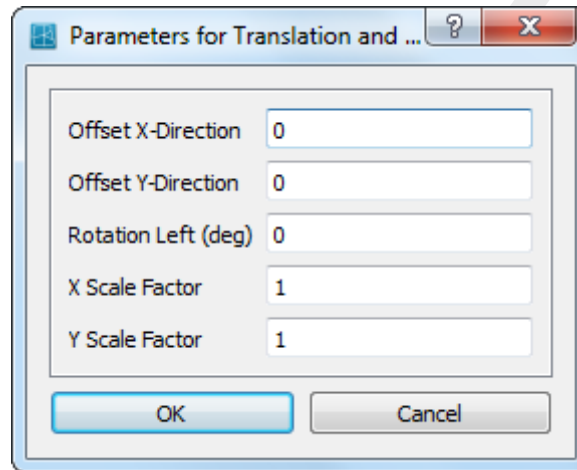 Parameters for Translation and ...
Offset X-Direction 0
Offset Y-Direction 0
Rotation Left (deg) 0
X Scale Factor 1
Y Scale Factor 1
OK Cancel